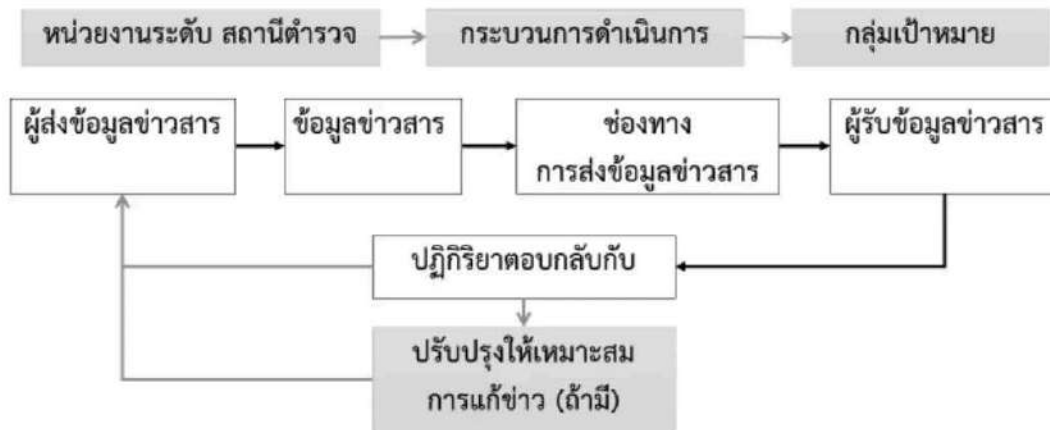 หน่วยงานระดับ สถานีตำรวจ
กระบวนการดำเนินการ
กลุ่มเป้าหมาย
ผู้ส่งข้อมูลข่าวสาร
ข้อมูลข่าวสาร
ช่องทาง
การส่งข้อมูลข่าวสาร
ผู้รับข้อมูลข่าวสาร
ปฏิกิริยาตอบกลับกับ
ปรับปรุงให้เหมาะสม
การแก้ข่าว (ถ้ามี)